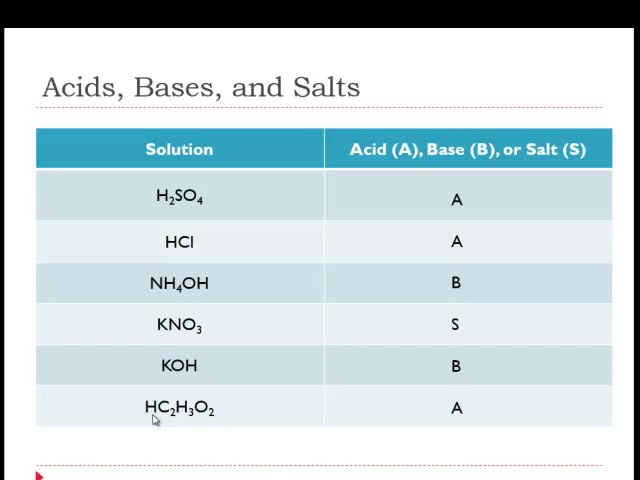 Acids, Bases, and Salts
Solution Acid (A), Base (B), or Salt (S)
H₂SO₄ A
HCl A
NH₄OH B
KNO₃ S
KOH B
HC₂H₃O₂ A